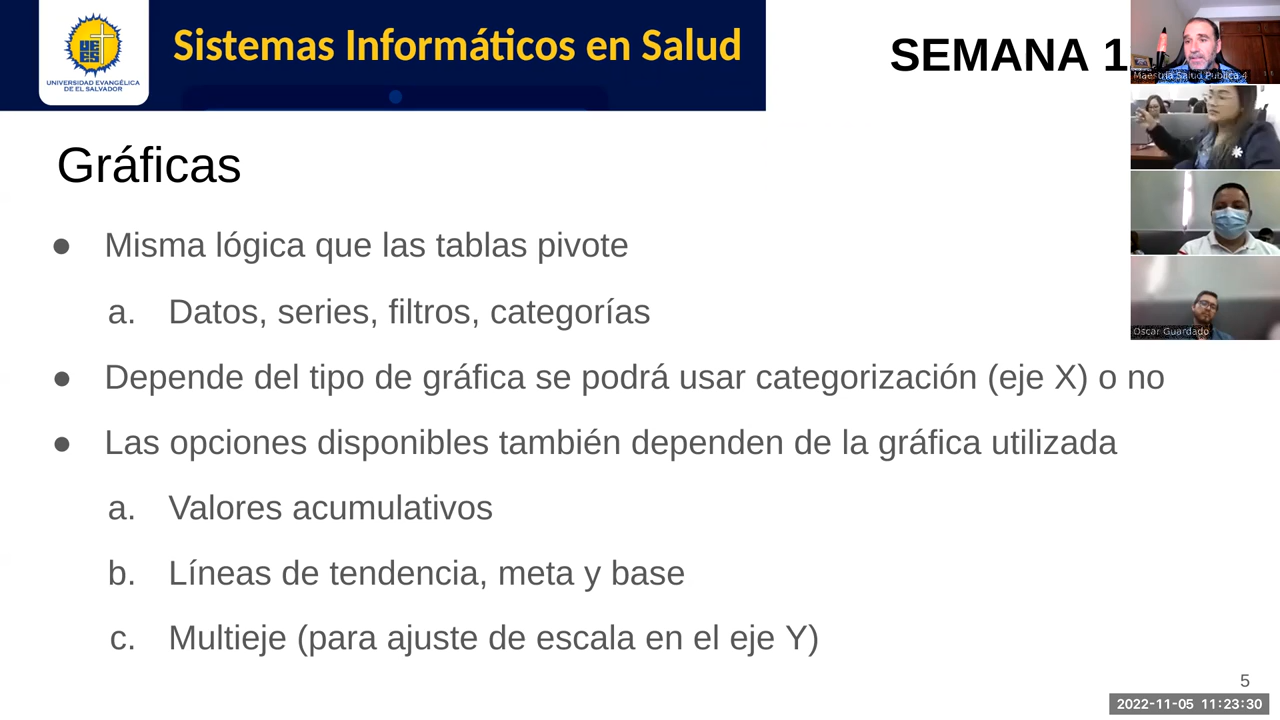 UNIVERSIDAD EVANGÉLICA
DE EL SALVADOR
Sistemas Informáticos en Salud
SEMANA 1
Maestria Salud Publica 4
Gráficas
● Misma lógica que las tablas pivote
a. Datos, series, filtros, categorías
Oscar Guardado
● Depende del tipo de gráfica se podrá usar categorización (eje X) o no
● Las opciones disponibles también dependen de la gráfica utilizada
a. Valores acumulativos
b. Líneas de tendencia, meta y base
c. Multieje (para ajuste de escala en el eje Y)
5
2022-11-05 11:23:30